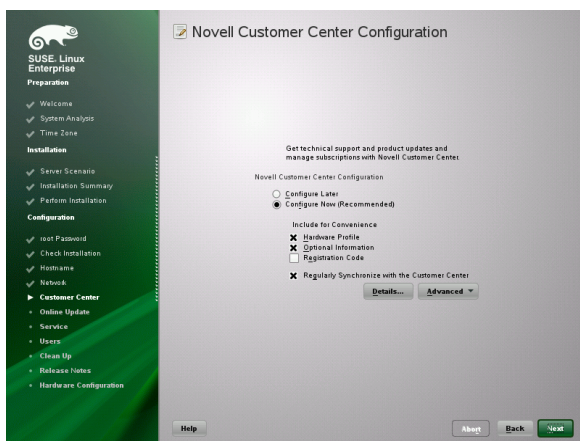 SUSE. Linux
Enterprise
Preparation
Welcome
System Analysis
Time Zone
Installation
Server Scenario
Installation Summary
Perform Installation
Configuration
root Password
Check Installation
Hostname
Network
Customer Center
Online Update
Service
Users
Clean Up
Release Notes
Hardware Configuration
Novell Customer Center Configuration
Get technical support and product updates and
manage subscriptions with Novell Customer Center.
Novell Customer Center Configuration
Configure Later
Configure Now (Recommended)
Include for Convenience
Hardware Profile
Optional Information
Registration Code
Regularly Synchronize with the Customer Center
Details...
Advanced
Help
Abort
Back
Next